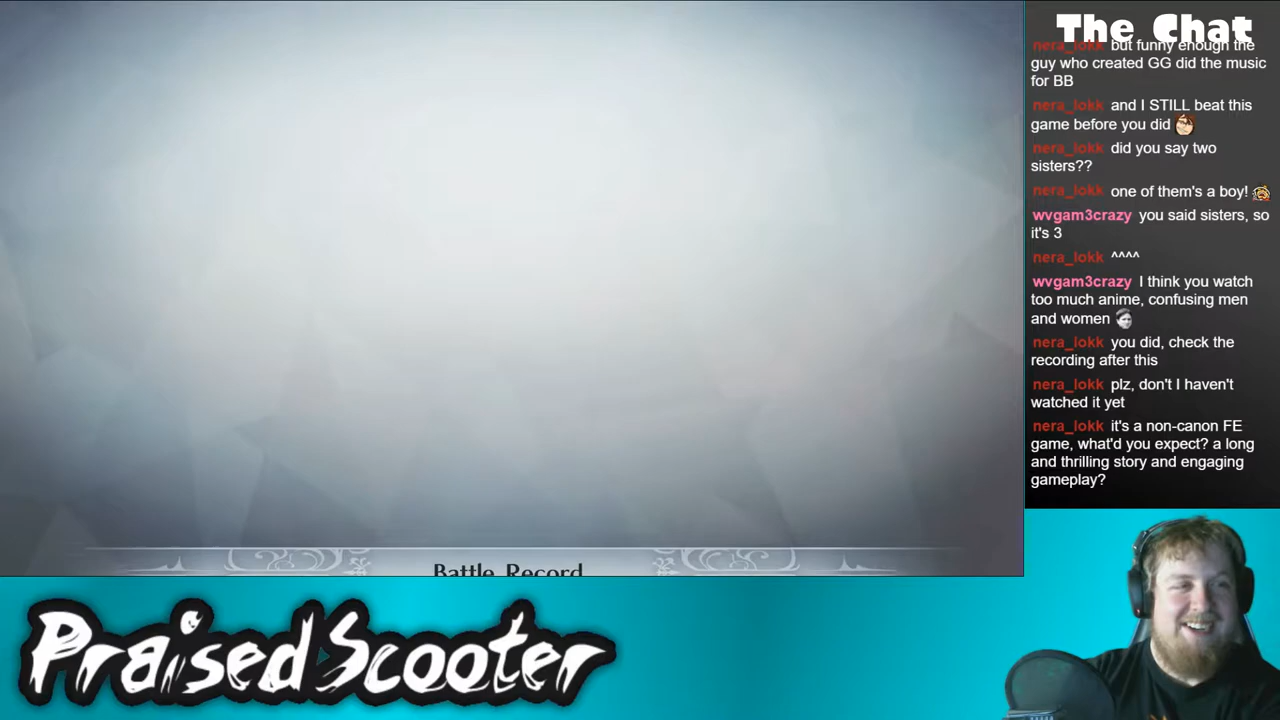 The Chat
nera_lokk but funny enough the
guy who created GG did the music
for BB
nera_lokk and I STILL beat this
game before you did
nera_lokk did you say two
sisters??
nera_lokk one of them's a boy!
wvgam3crazy you said sisters, so
it's 3
nera_lokk ^^^^
wvgam3crazy I think you watch
too much anime, confusing men
and women
nera_lokk you did, check the
recording after this
nera_lokk plz, don't I haven't
watched it yet
nera_lokk it's a non-canon FE
game, what'd you expect? a long
and thrilling story and engaging
gameplay?
Battle Record
PraisedScooter